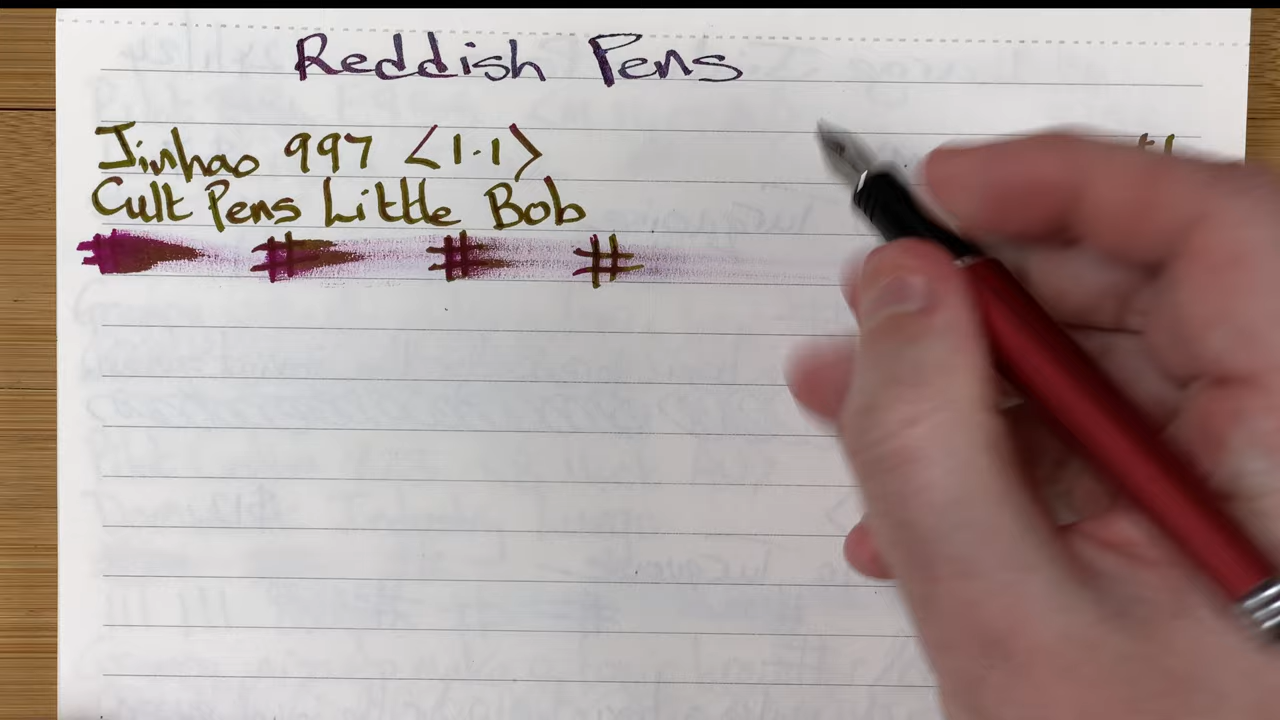 Reddish Pens
Jinhao 997 <1.1>
Cult Pens Little Bob
# # #